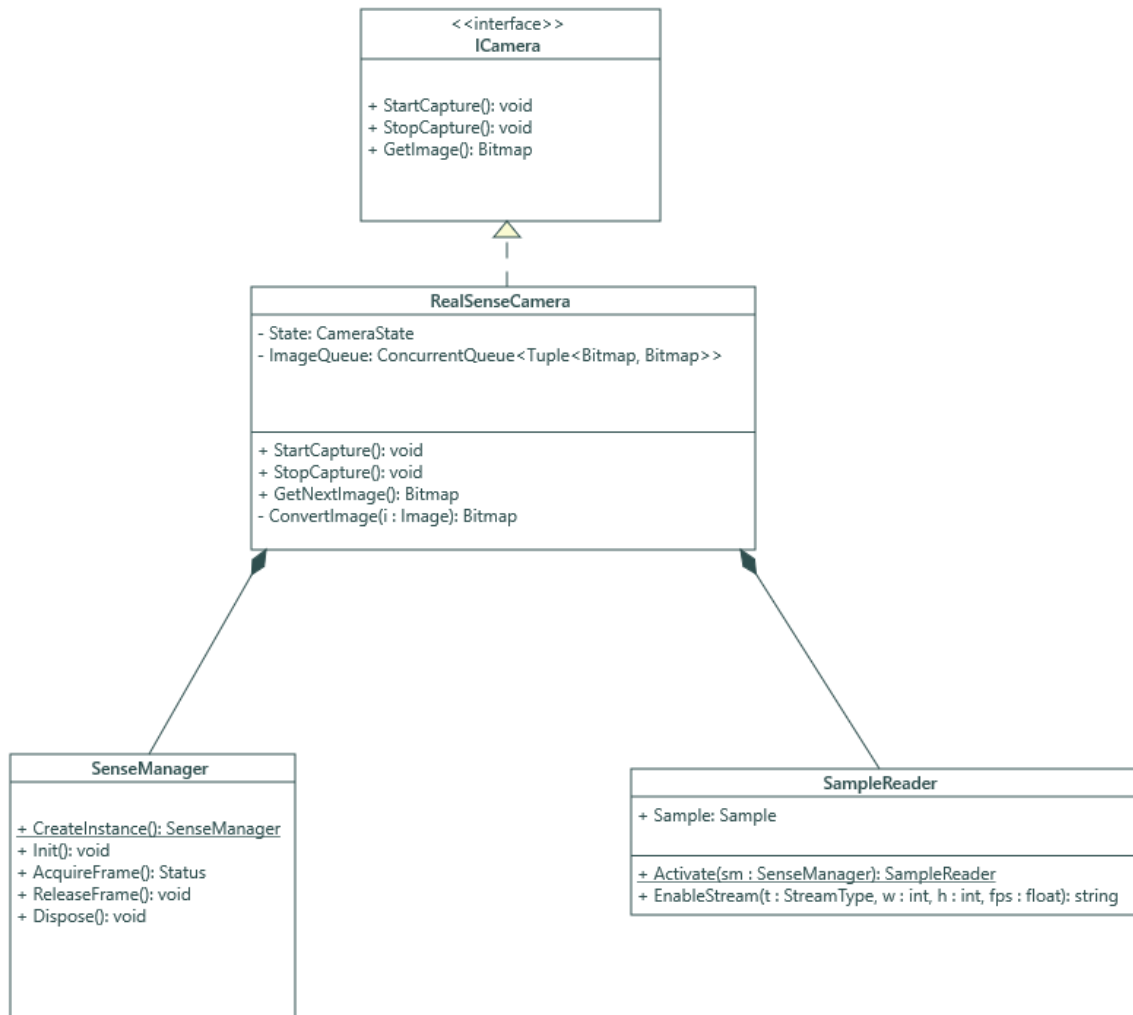 <<interface>>
ICamera
+ StartCapture(): void
+ StopCapture(): void
+ GetImage(): Bitmap
RealSenseCamera
- State: CameraState
- ImageQueue: ConcurrentQueue<Tuple<Bitmap, Bitmap>>
+ StartCapture(): void
+ StopCapture(): void
+ GetNextImage(): Bitmap
- ConvertImage(i : Image): Bitmap
SenseManager
+ CreateInstance(): SenseManager
+ Init(): void
+ AcquireFrame(): Status
+ ReleaseFrame(): void
+ Dispose(): void
SampleReader
+ Sample: Sample
+ Activate(sm : SenseManager): SampleReader
+ EnableStream(t : StreamType, w : int, h : int, fps : float): string